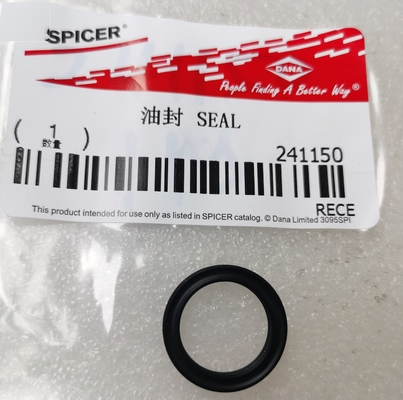 SPICER®
DANA
People Finding A Better Way®
油封 SEAL
( 1 )
数量
241150
This product intended for use only as listed in SPICER catalog. © Dana Limited 3095SPI
RECE